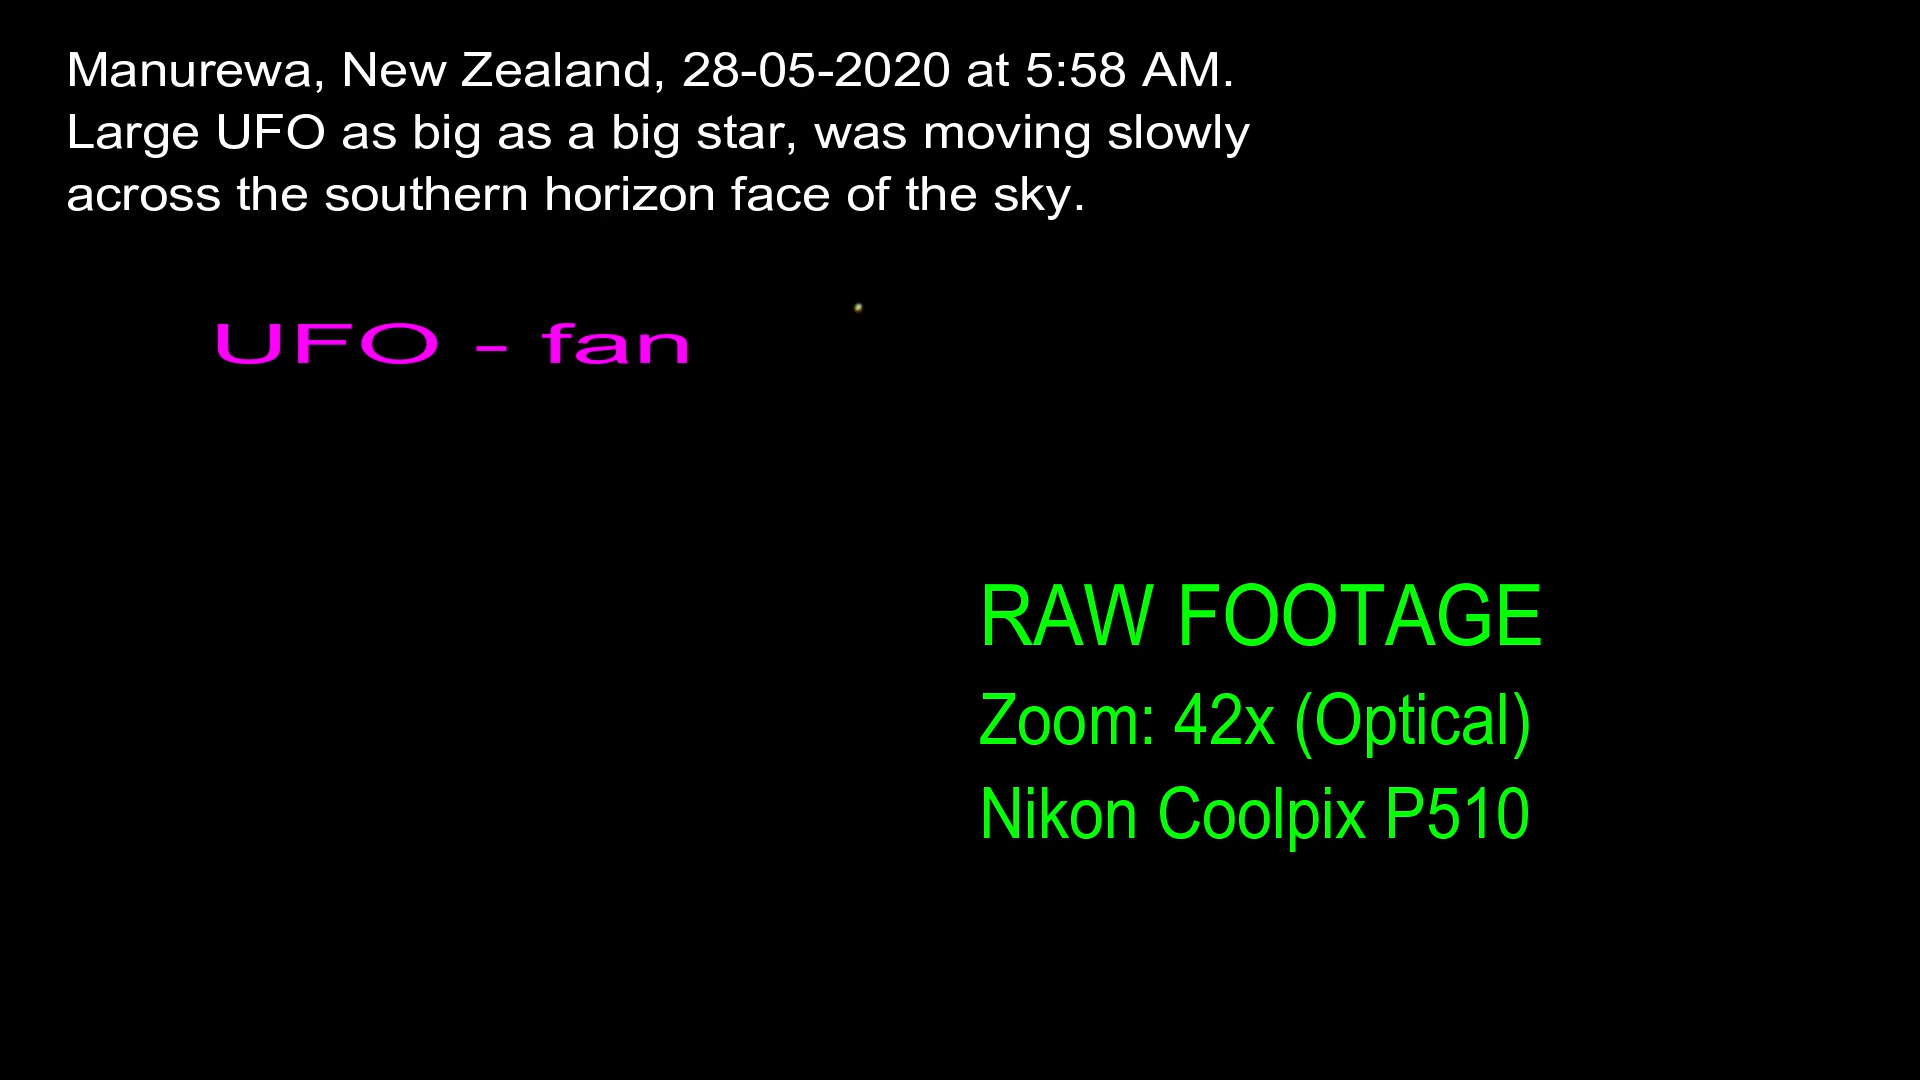 Manurewa, New Zealand, 28-05-2020 at 5:58 AM.
Large UFO as big as a big star, was moving slowly
across the southern horizon face of the sky.
UFO - fan
RAW FOOTAGE
Zoom: 42x (Optical)
Nikon Coolpix P510